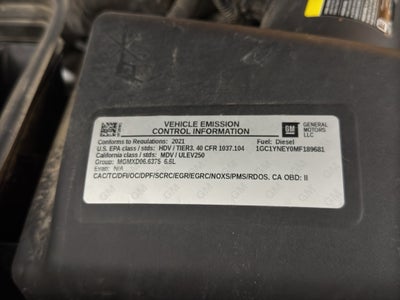 VEHICLE EMISSION
CONTROL INFORMATION
GM
GENERAL
MOTORS
LLC
Conforms to Regulations: 2021
Fuel: Diesel
U.S. EPA class / stds: HDV / TIER3. 40 CFR 1037.104
1GC1YNEY0MF189681
California class / stds: MDV / ULEV250
Group: MGMXD06.6375 6.6L
Evap: N/A
CAC/TC/DFI/OC/DPF/SCRC/EGR/EGRC/NOXS/PMS/RDOS. CA OBD: II